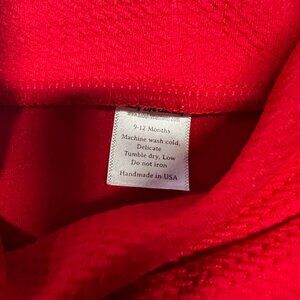 9-12 Months
Machine wash cold,
Delicate
Tumble dry, Low
Do not iron
Handmade in USA